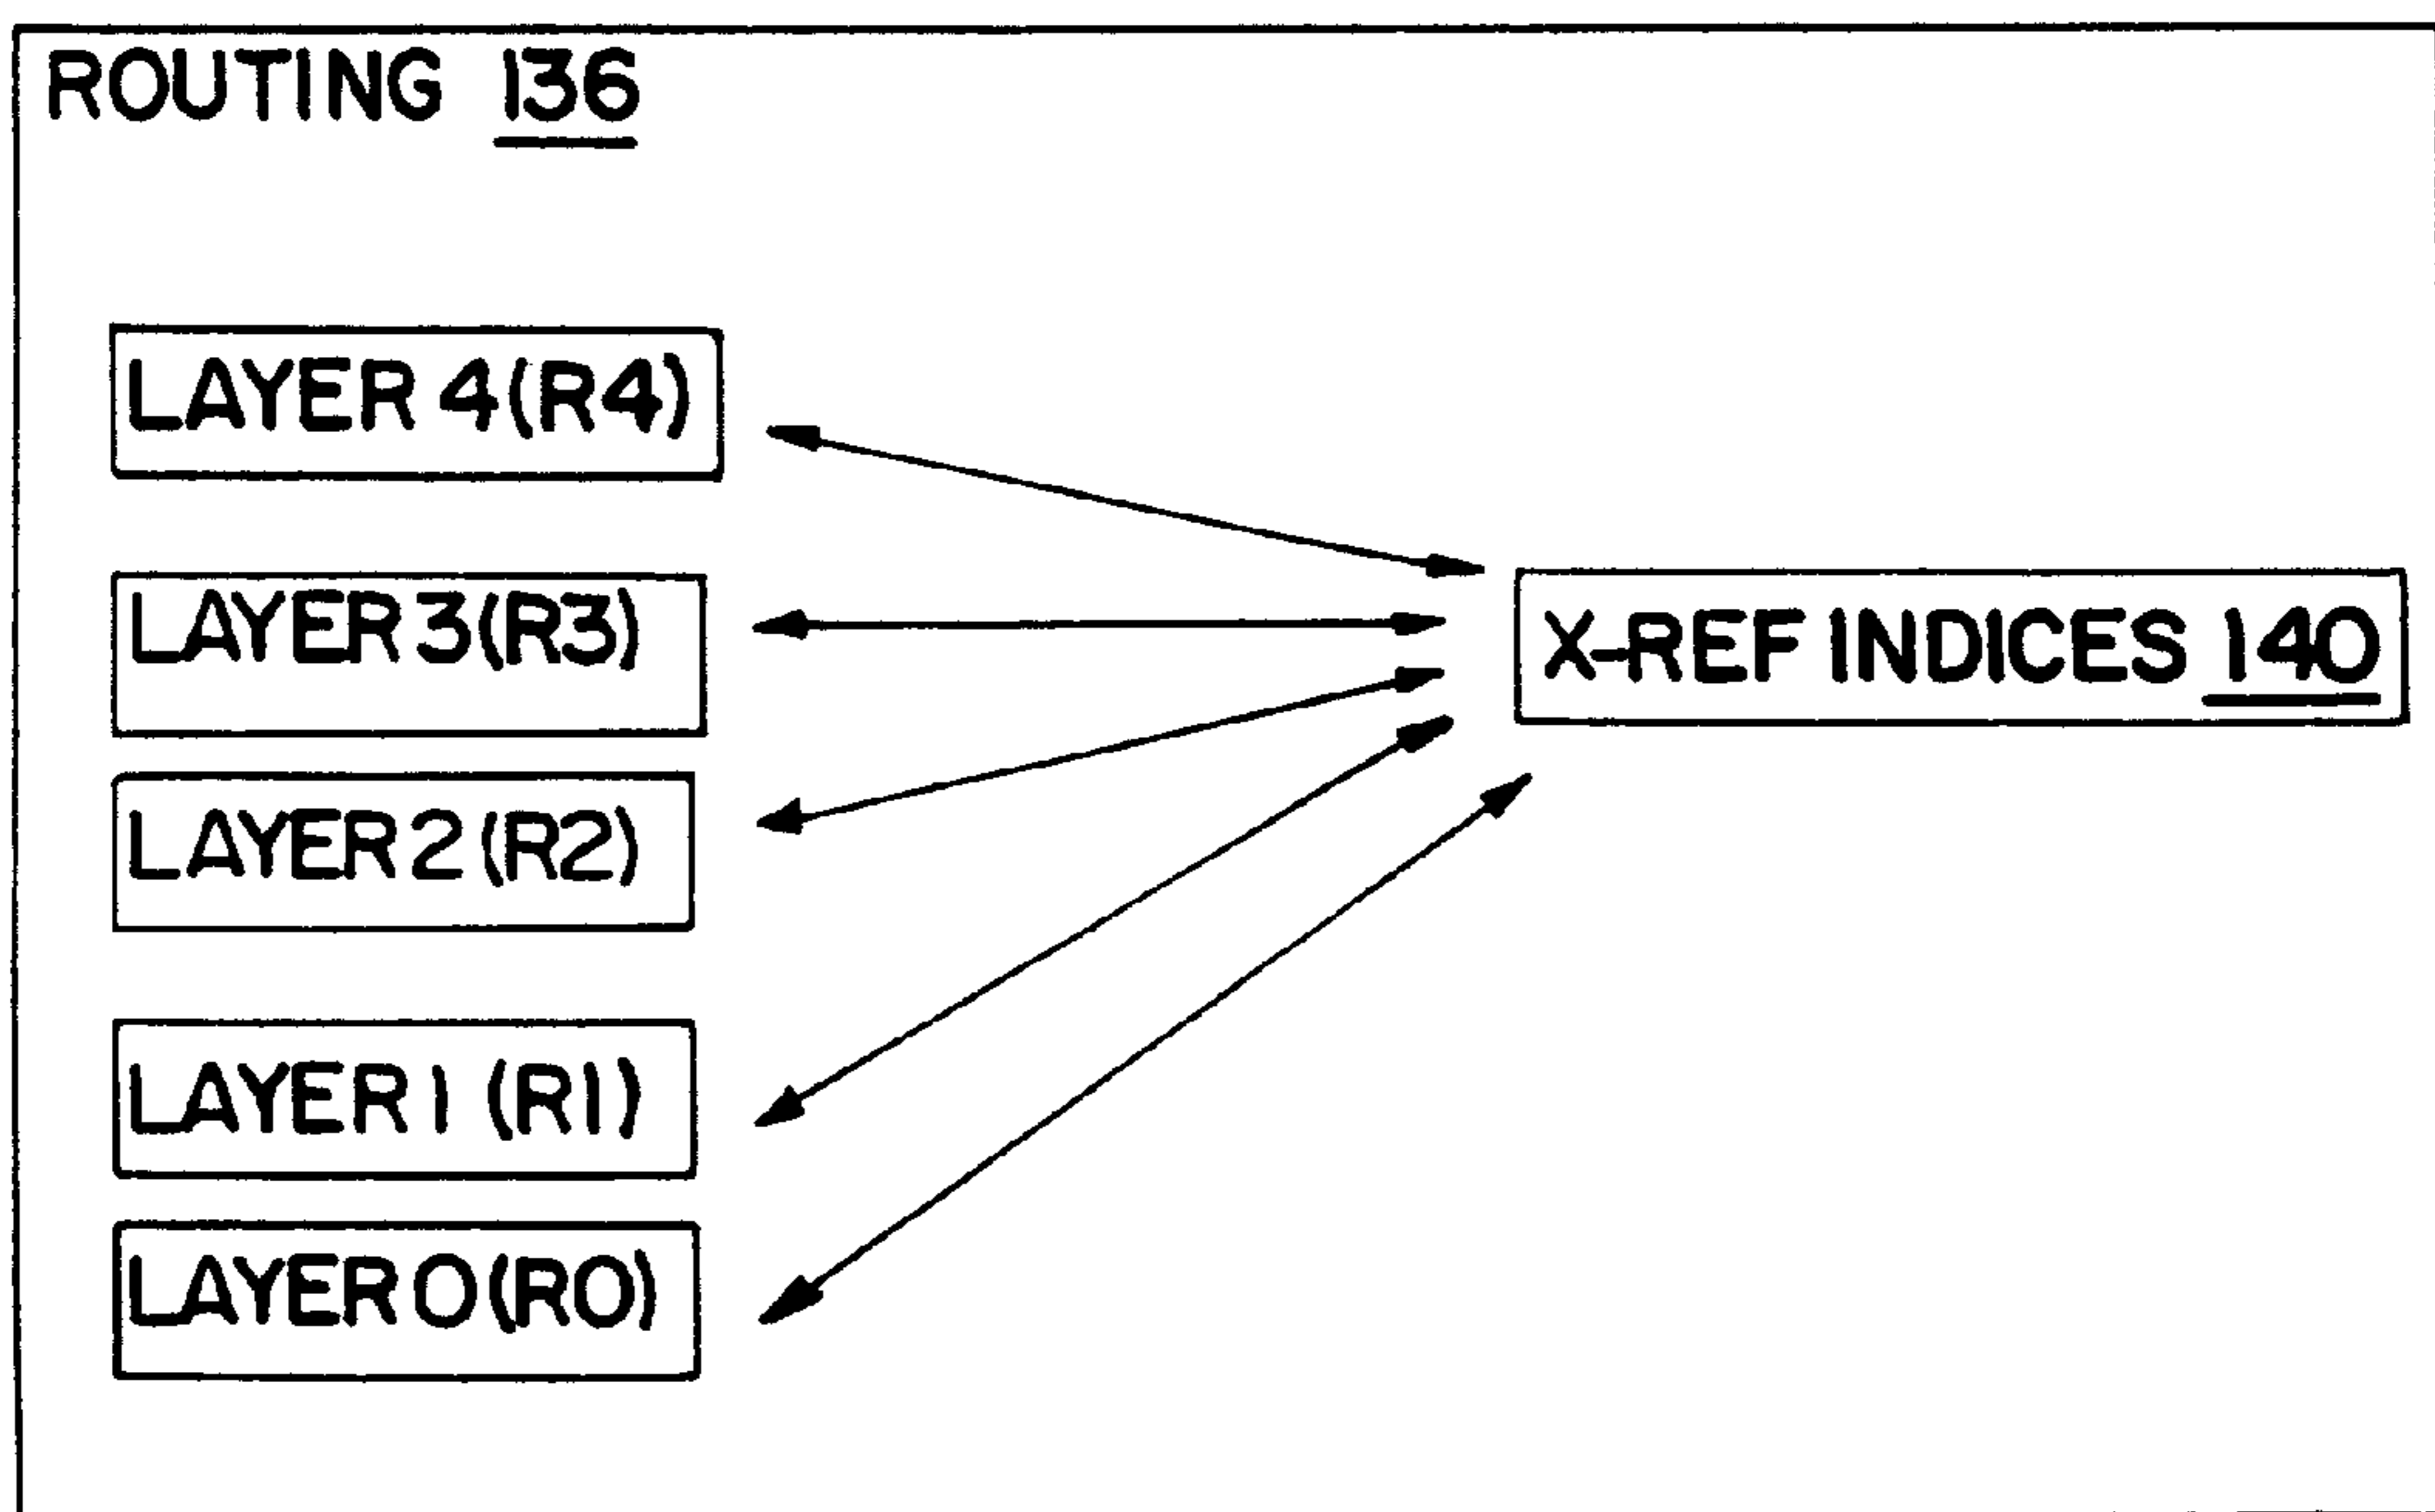 ROUTING 136
LAYER 4(R4)
LAYER 3(R3)
X-REF INDICES 140
LAYER 2(R2)
LAYER 1 (R1)
LAYER 0(R0)